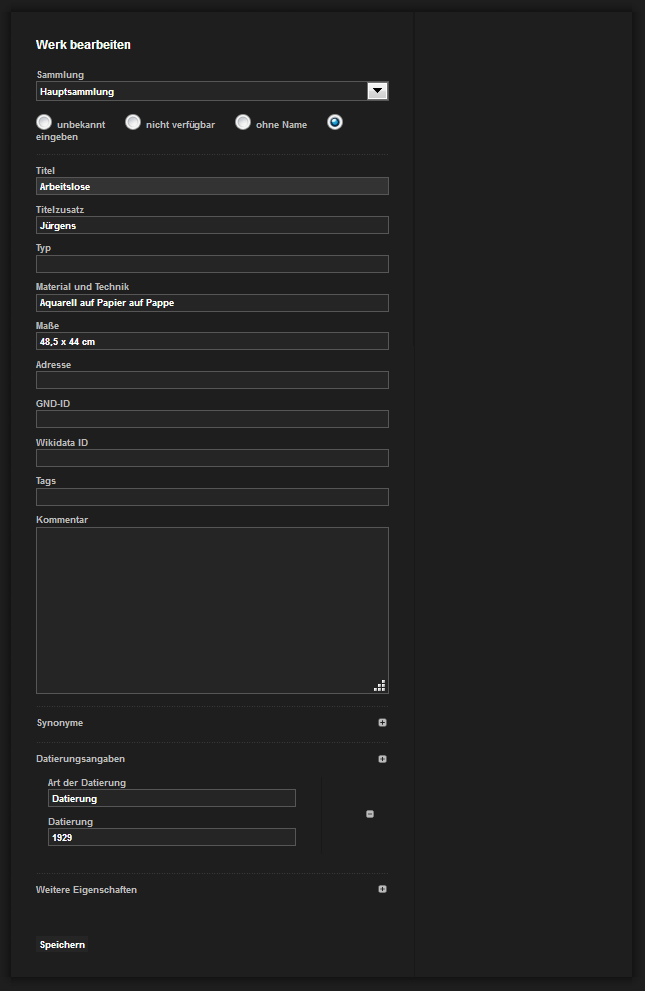 Werk bearbeiten
Sammlung
Hauptsammlung
unbekannt nicht verfügbar ohne Name
eingeben
Titel
Arbeitslose
Titelzusatz
Jürgens
Typ
Material und Technik
Aquarell auf Papier auf Pappe
Maße
48,5 x 44 cm
Adresse
GND-ID
Wikidata ID
Tags
Kommentar
Synonyme
Datierungsangaben
Art der Datierung
Datierung
Datierung
1929
Weitere Eigenschaften
Speichern